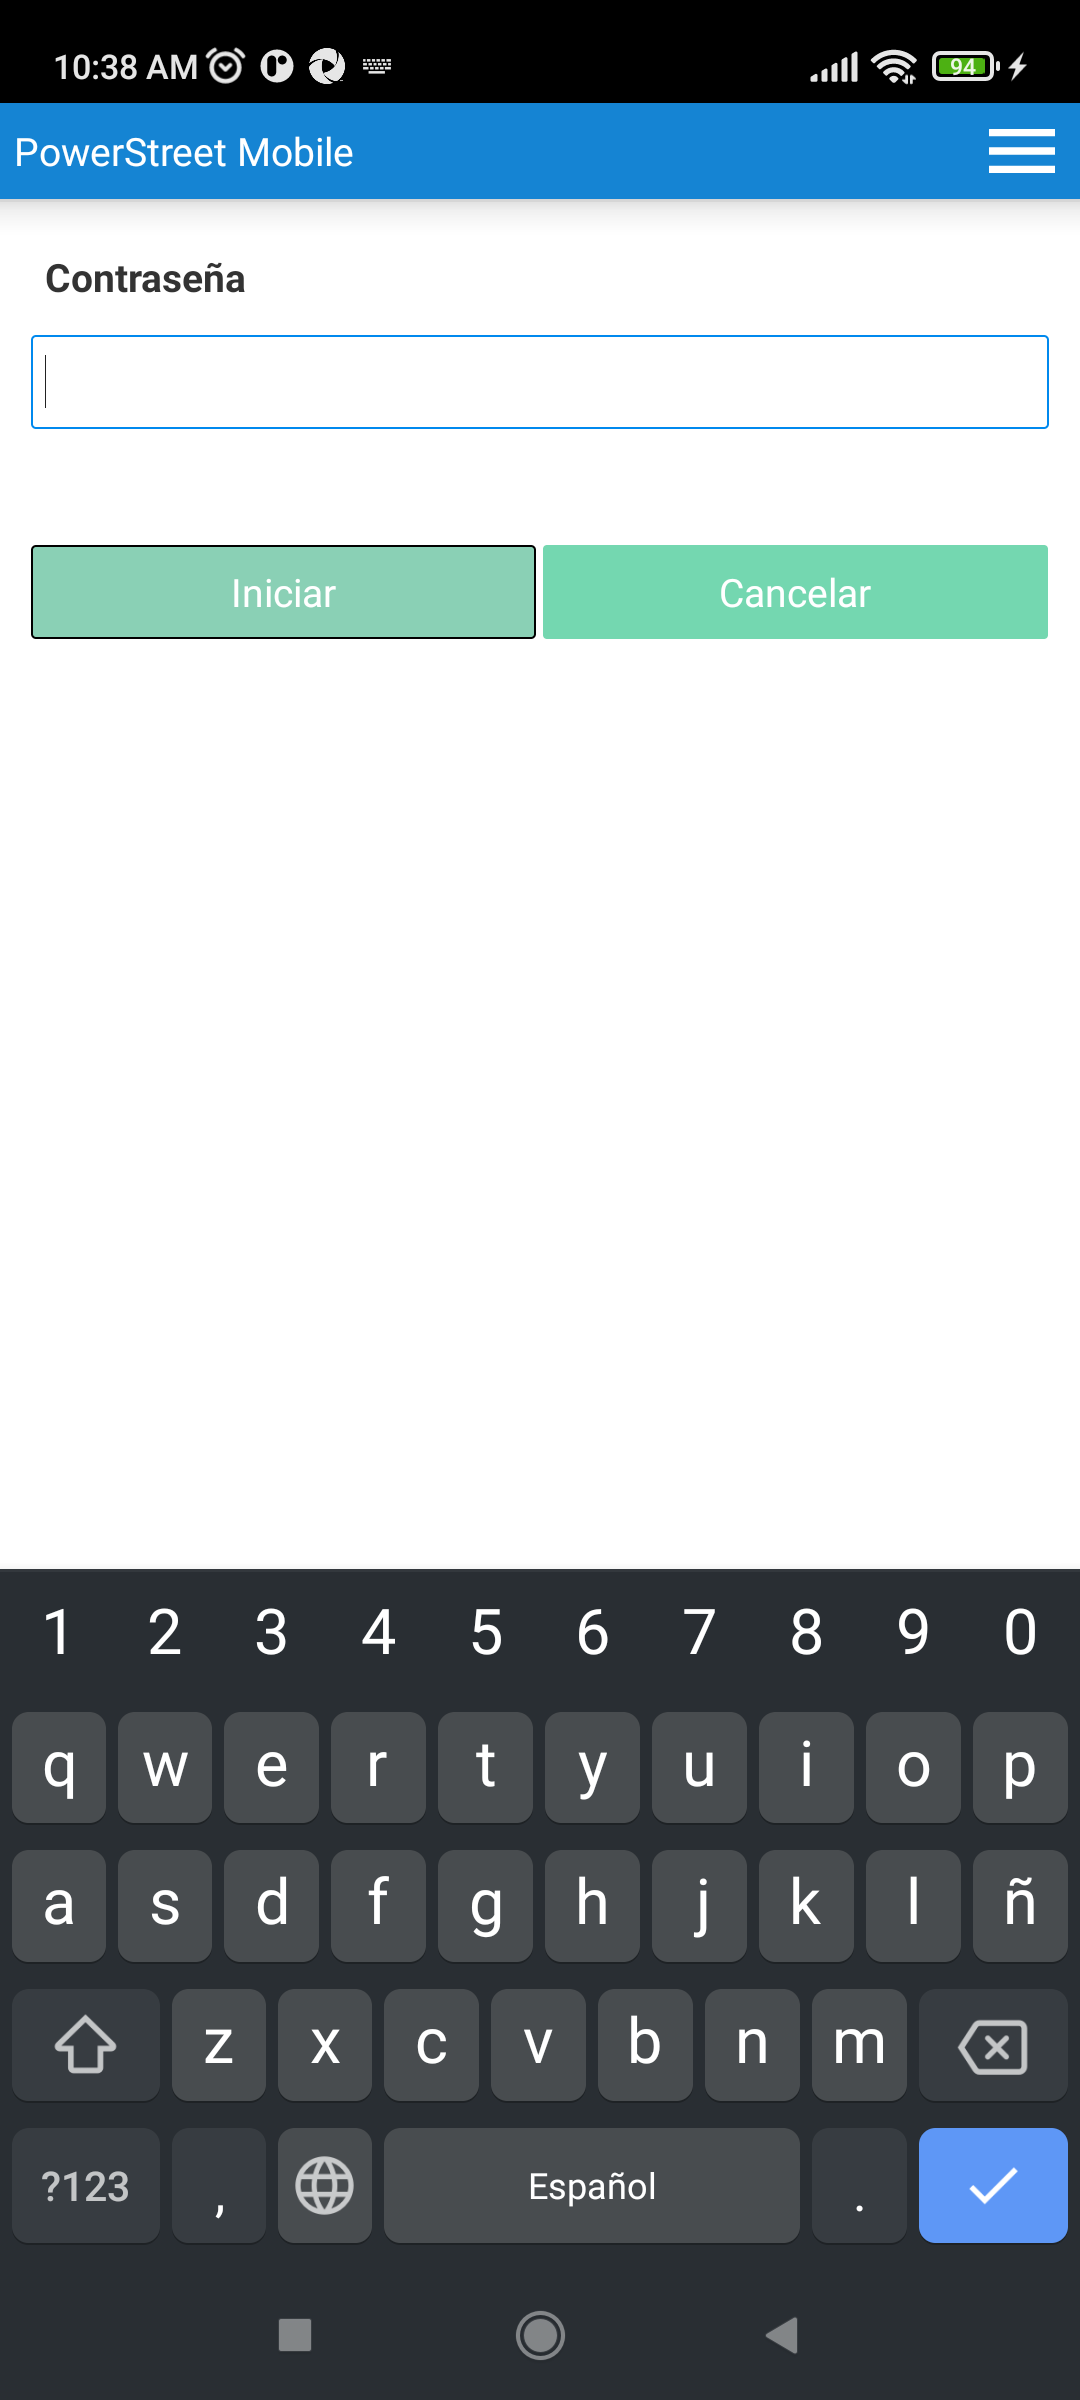 10:38 AM
94
PowerStreet Mobile
Contraseña
Iniciar Cancelar
1 2 3 4 5 6 7 8 9 0
q w e r t y u i o p
a s d f g h j k l ñ
z x c v b n m
?123 , Español .